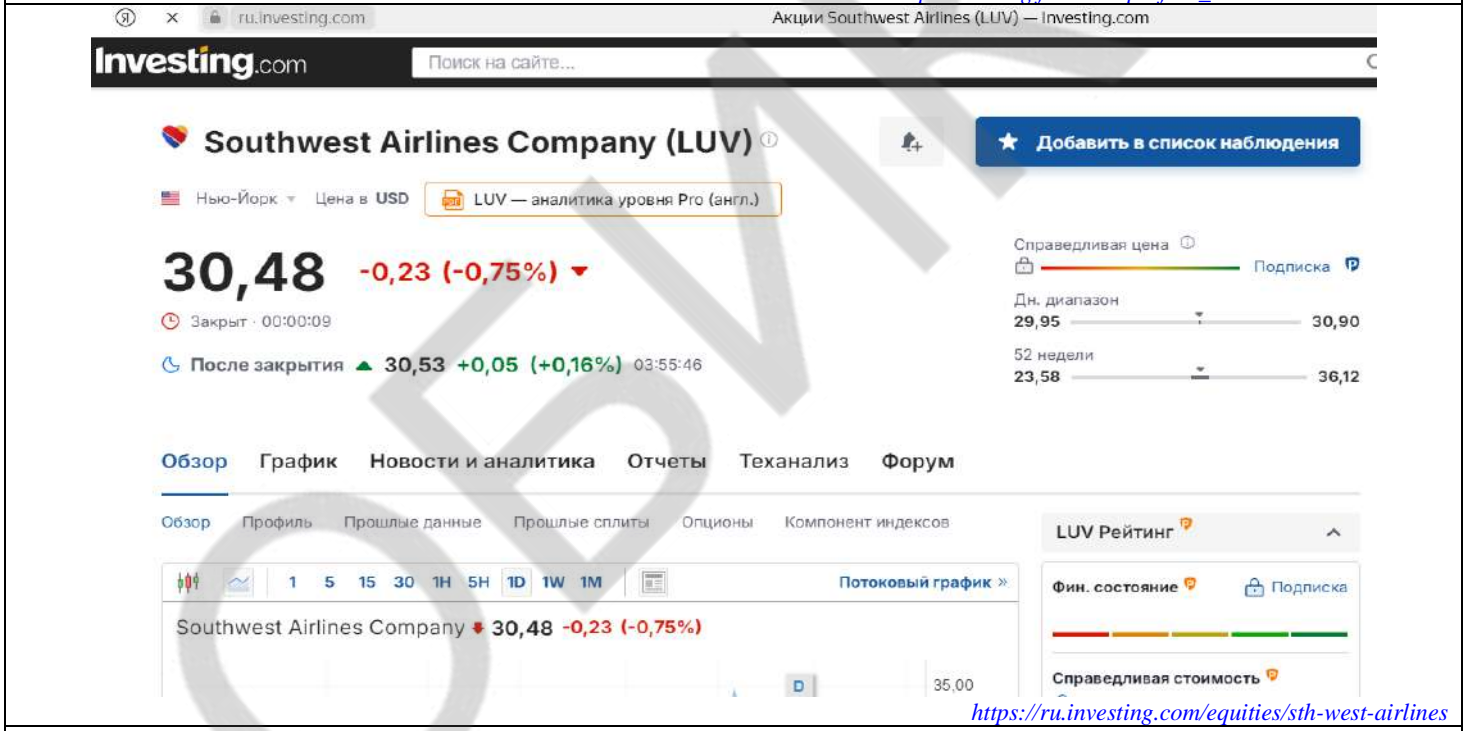 Я × ru.investing.com Акции Southwest Airlines (LUV) — Investing.com
Investing.com Поиск на сайте...
Southwest Airlines Company (LUV)
Добавить в список наблюдения
Нью-Йорк Цена в USD LUV — аналитика уровня Pro (англ.)
30,48 -0,23 (-0,75%)
Закрыт · 00:00:09
После закрытия 30,53 +0,05 (+0,16%) 03:55:46
Справедливая цена
Подписка
Дн. диапазон
29,95 30,90
52 недели
23,58 36,12
Обзор График Новости и аналитика Отчеты Теханализ Форум
Обзор Профиль Прошлые данные Прошлые сплиты Опционы Компонент индексов
1 5 15 30 1H 5H 1D 1W 1M Потоковый график »
Southwest Airlines Company 30,48 -0,23 (-0,75%)
D 35,00
LUV Рейтинг
Фин. состояние Подписка
Справедливая стоимость
https://ru.investing.com/equities/sth-west-airlines